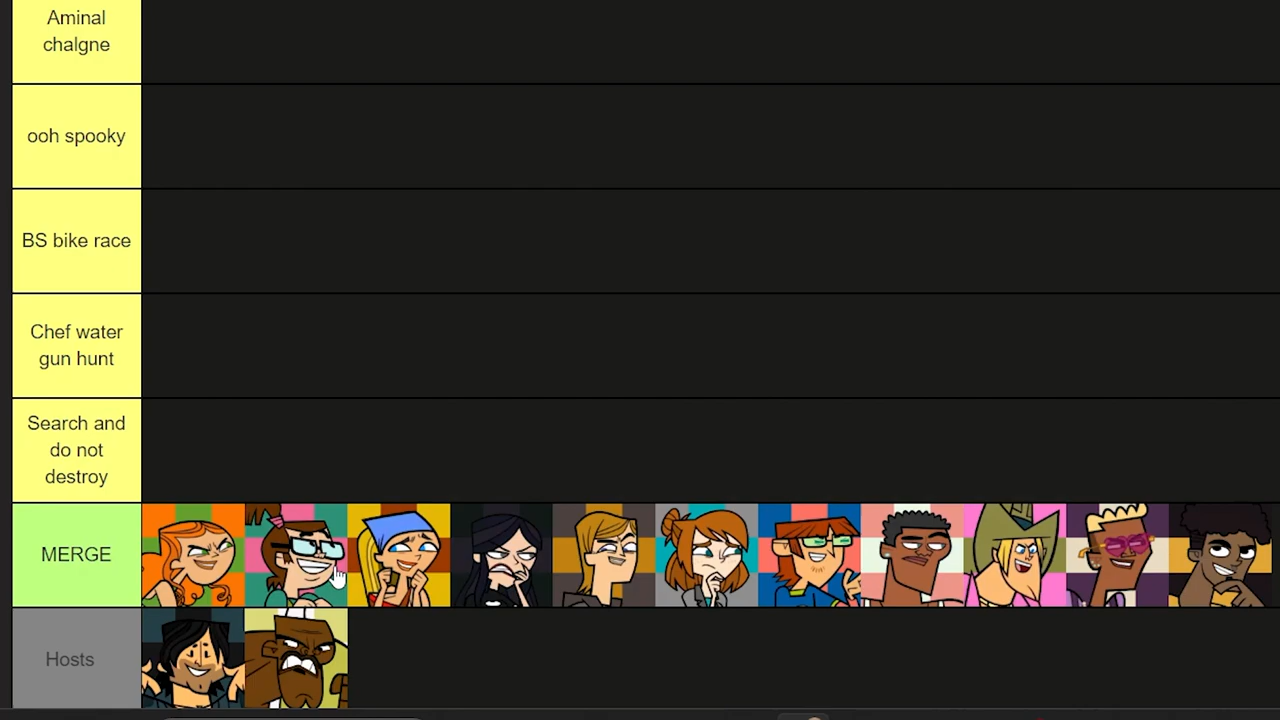 Aminal
chalgne
ooh spooky
BS bike race
Chef water
gun hunt
Search and
do not
destroy
MERGE
Hosts